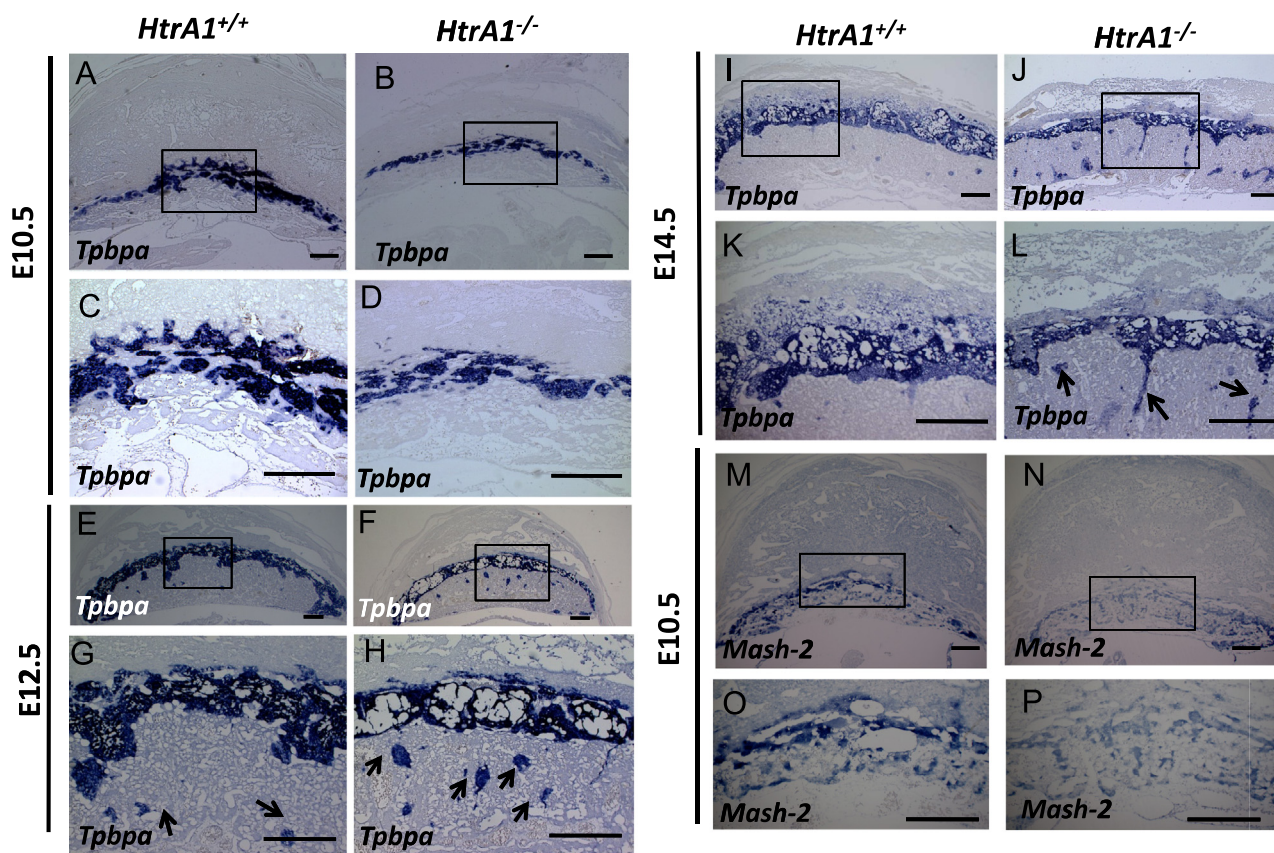 HtrA1+/+
HtrA1-/-
HtrA1+/+
HtrA1-/-
E10.5
A
Tpbpa
B
Tpbpa
C
Tpbpa
D
Tpbpa
E12.5
E
Tpbpa
F
Tpbpa
G
Tpbpa
H
Tpbpa
E14.5
I
Tpbpa
J
Tpbpa
K
Tpbpa
L
Tpbpa
E10.5
M
Mash-2
N
Mash-2
O
Mash-2
P
Mash-2